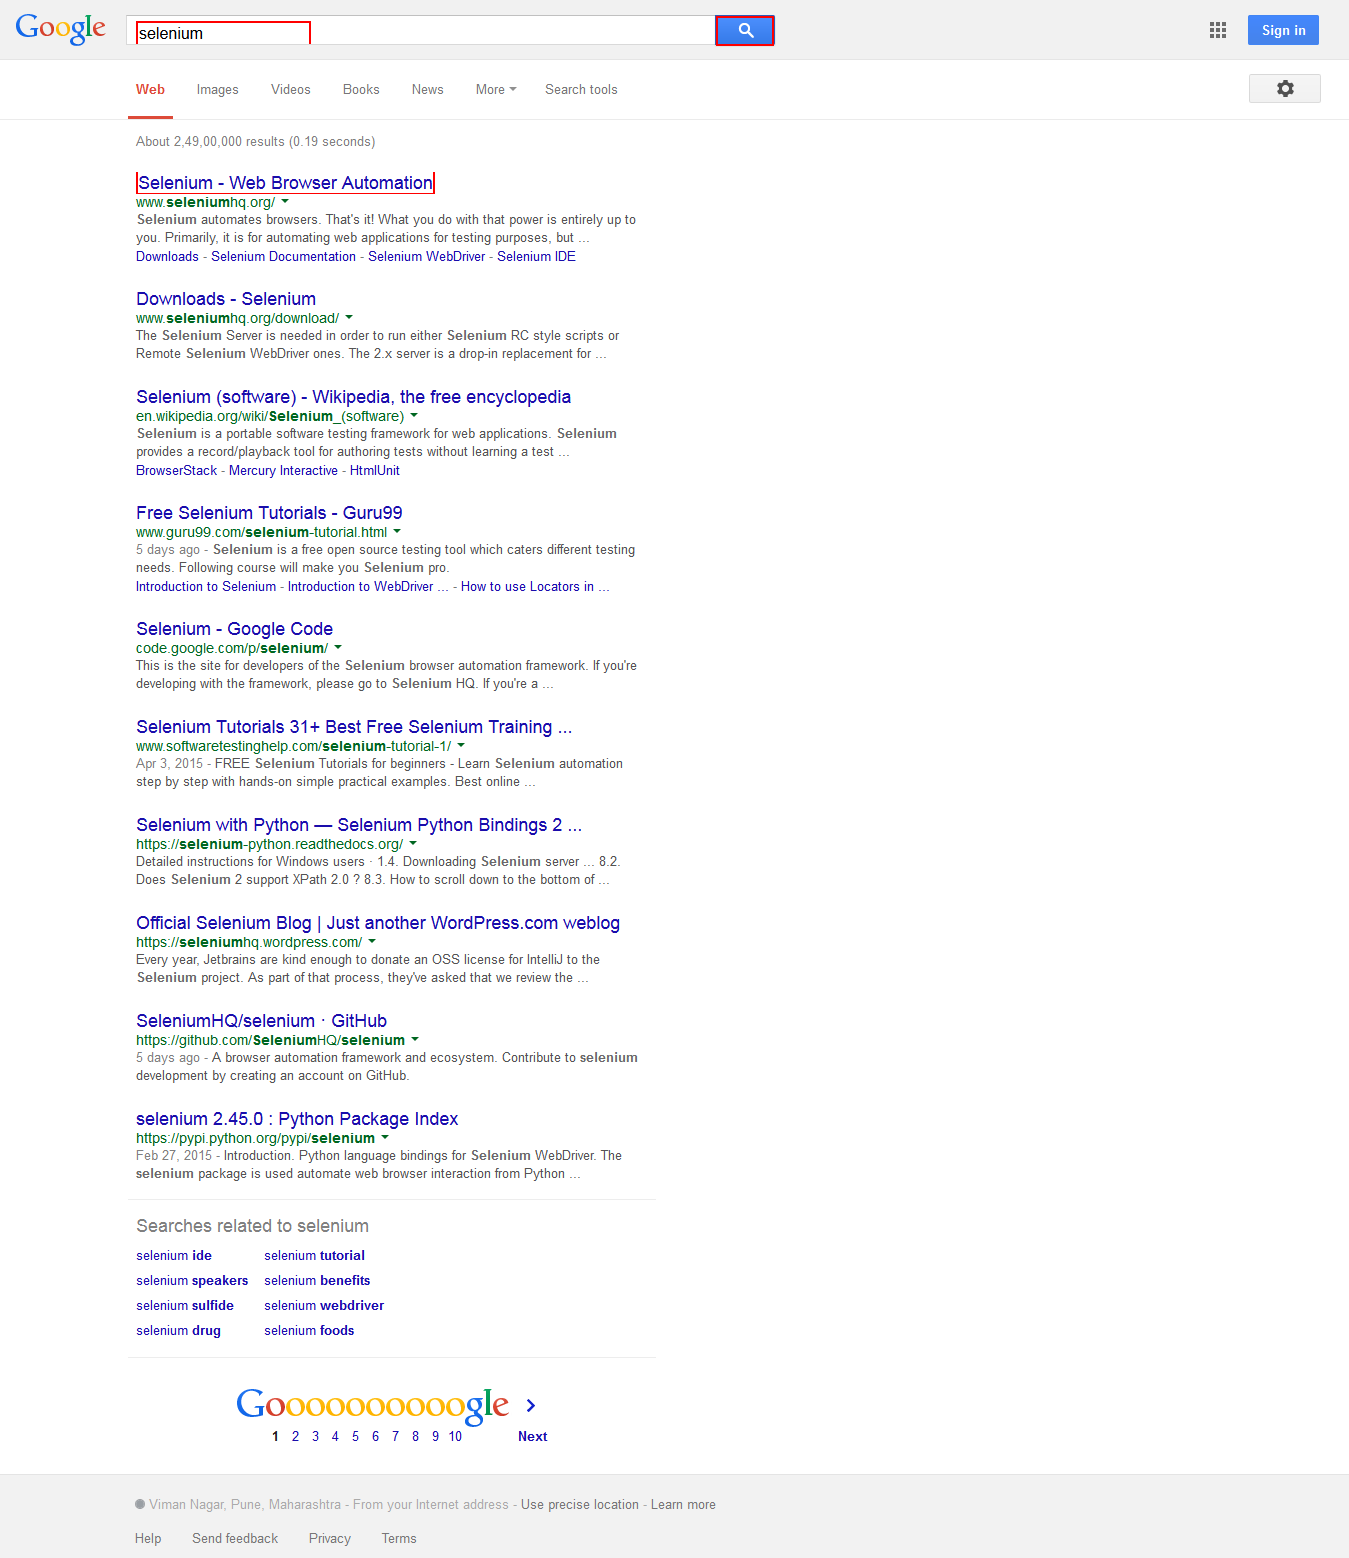 Google
selenium
Sign in
Web Images Videos Books News More Search tools
About 2,49,00,000 results (0.19 seconds)
Selenium - Web Browser Automation
www.seleniumhq.org/
Selenium automates browsers. That's it! What you do with that power is entirely up to
you. Primarily, it is for automating web applications for testing purposes, but ...
Downloads - Selenium Documentation - Selenium WebDriver - Selenium IDE
Downloads - Selenium
www.seleniumhq.org/download/
The Selenium Server is needed in order to run either Selenium RC style scripts or
Remote Selenium WebDriver ones. The 2.x server is a drop-in replacement for ...
Selenium (software) - Wikipedia, the free encyclopedia
en.wikipedia.org/wiki/Selenium_(software)
Selenium is a portable software testing framework for web applications. Selenium
provides a record/playback tool for authoring tests without learning a test ...
BrowserStack - Mercury Interactive - HtmlUnit
Free Selenium Tutorials - Guru99
www.guru99.com/selenium-tutorial.html
5 days ago - Selenium is a free open source testing tool which caters different testing
needs. Following course will make you Selenium pro.
Introduction to Selenium - Introduction to WebDriver ... - How to use Locators in ...
Selenium - Google Code
code.google.com/p/selenium/
This is the site for developers of the Selenium browser automation framework. If you're
developing with the framework, please go to Selenium HQ. If you're a ...
Selenium Tutorials 31+ Best Free Selenium Training ...
www.softwaretestinghelp.com/selenium-tutorial-1/
Apr 3, 2015 - FREE Selenium Tutorials for beginners - Learn Selenium automation
step by step with hands-on simple practical examples. Best online ...
Selenium with Python — Selenium Python Bindings 2 ...
https://selenium-python.readthedocs.org/
Detailed instructions for Windows users · 1.4. Downloading Selenium server ... 8.2.
Does Selenium 2 support XPath 2.0 ? 8.3. How to scroll down to the bottom of ...
Official Selenium Blog | Just another WordPress.com weblog
https://seleniumhq.wordpress.com/
Every year, Jetbrains are kind enough to donate an OSS license for IntelliJ to the
Selenium project. As part of that process, they've asked that we review the ...
SeleniumHQ/selenium · GitHub
https://github.com/SeleniumHQ/selenium
5 days ago - A browser automation framework and ecosystem. Contribute to selenium
development by creating an account on GitHub.
selenium 2.45.0 : Python Package Index
https://pypi.python.org/pypi/selenium
Feb 27, 2015 - Introduction. Python language bindings for Selenium WebDriver. The
selenium package is used automate web browser interaction from Python ...
Searches related to selenium
selenium ide selenium tutorial
selenium speakers selenium benefits
selenium sulfide selenium webdriver
selenium drug selenium foods
Goooooooooogle
1 2 3 4 5 6 7 8 9 10 Next
Viman Nagar, Pune, Maharashtra - From your Internet address - Use precise location - Learn more
Help Send feedback Privacy Terms